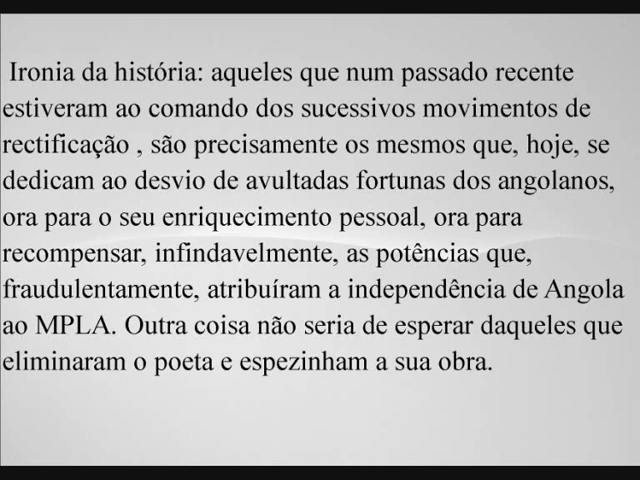 Ironia da história: aqueles que num passado recente
estiveram ao comando dos sucessivos movimentos de
rectificação , são precisamente os mesmos que, hoje, se
dedicam ao desvio de avultadas fortunas dos angolanos,
ora para o seu enriquecimento pessoal, ora para
recompensar, infindavelmente, as potências que,
fraudulentamente, atribuíram a independência de Angola
ao MPLA. Outra coisa não seria de esperar daqueles que
eliminaram o poeta e espezinham a sua obra.